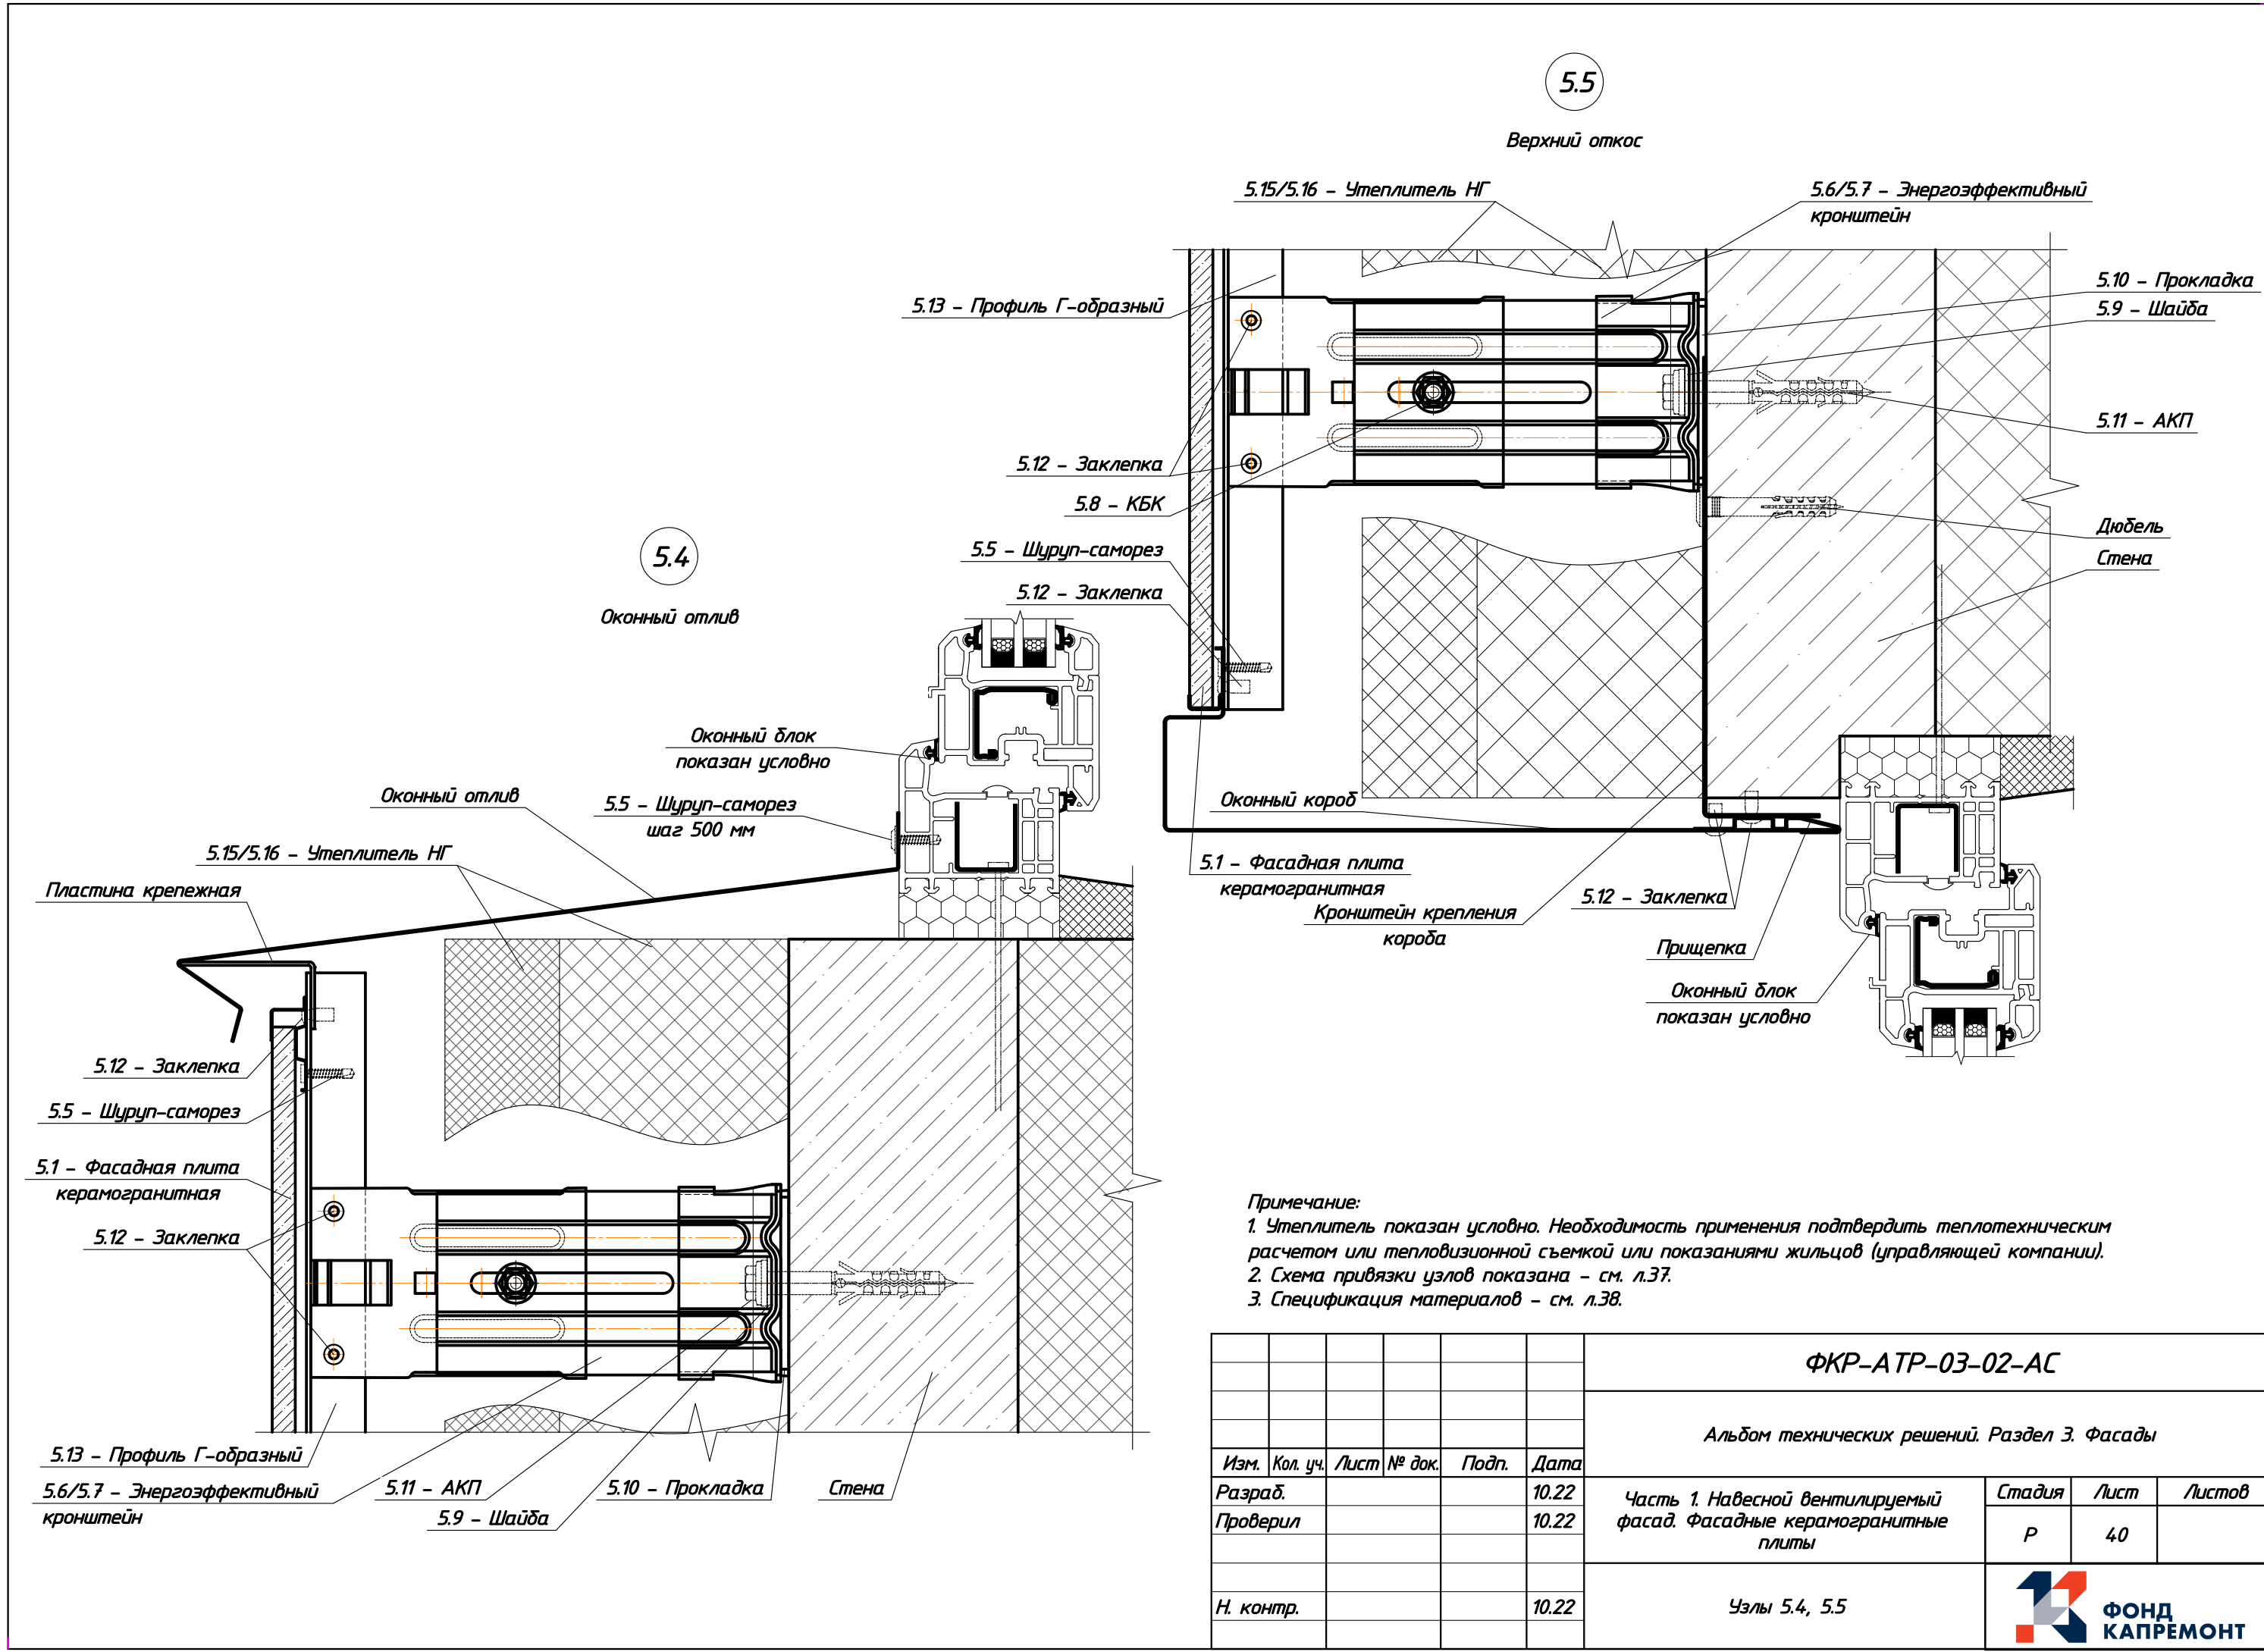 5.5
Верхний откос
5.15/5.16 – Утеплитель НГ
5.6/5.7 – Энергоэффективный
кронштейн
5.13 – Профиль Г-образный
5.10 – Прокладка
5.9 – Шайба
5.11 – АКП
5.12 – Заклепка
5.8 – КБК
5.5 – Шуруп-саморез
5.12 – Заклепка
Дюбель
Стена
Оконный короб
5.1 – Фасадная плита
керамогранитная
Кронштейн крепления
короба
5.12 – Заклепка
Прищепка
Оконный блок
показан условно
5.4
Оконный отлив
Оконный блок
показан условно
Оконный отлив
5.5 – Шуруп-саморез
шаг 500 мм
5.15/5.16 – Утеплитель НГ
Пластина крепежная
5.12 – Заклепка
5.5 – Шуруп-саморез
5.1 – Фасадная плита
керамогранитная
5.12 – Заклепка
5.13 – Профиль Г-образный
5.6/5.7 – Энергоэффективный
кронштейн
5.11 – АКП
5.9 – Шайба
5.10 – Прокладка
Стена
Примечание:
1. Утеплитель показан условно. Необходимость применения подтвердить теплотехническим
расчетом или тепловизионной съемкой или показаниями жильцов (управляющей компании).
2. Схема привязки узлов показана – см. л.37.
3. Спецификация материалов – см. л.38.
ФКР-АТР-03-02-АС
Альбом технических решений. Раздел 3. Фасады
Изм. Кол. уч. Лист № док. Подп. Дата
Разраб. 10.22
Проверил 10.22
Н. контр. 10.22
Часть 1. Навесной вентилируемый
фасад. Фасадные керамогранитные
плиты
Стадия Лист Листов
Р 40
Узлы 5.4, 5.5
ФОНД
КАПРЕМОНТ